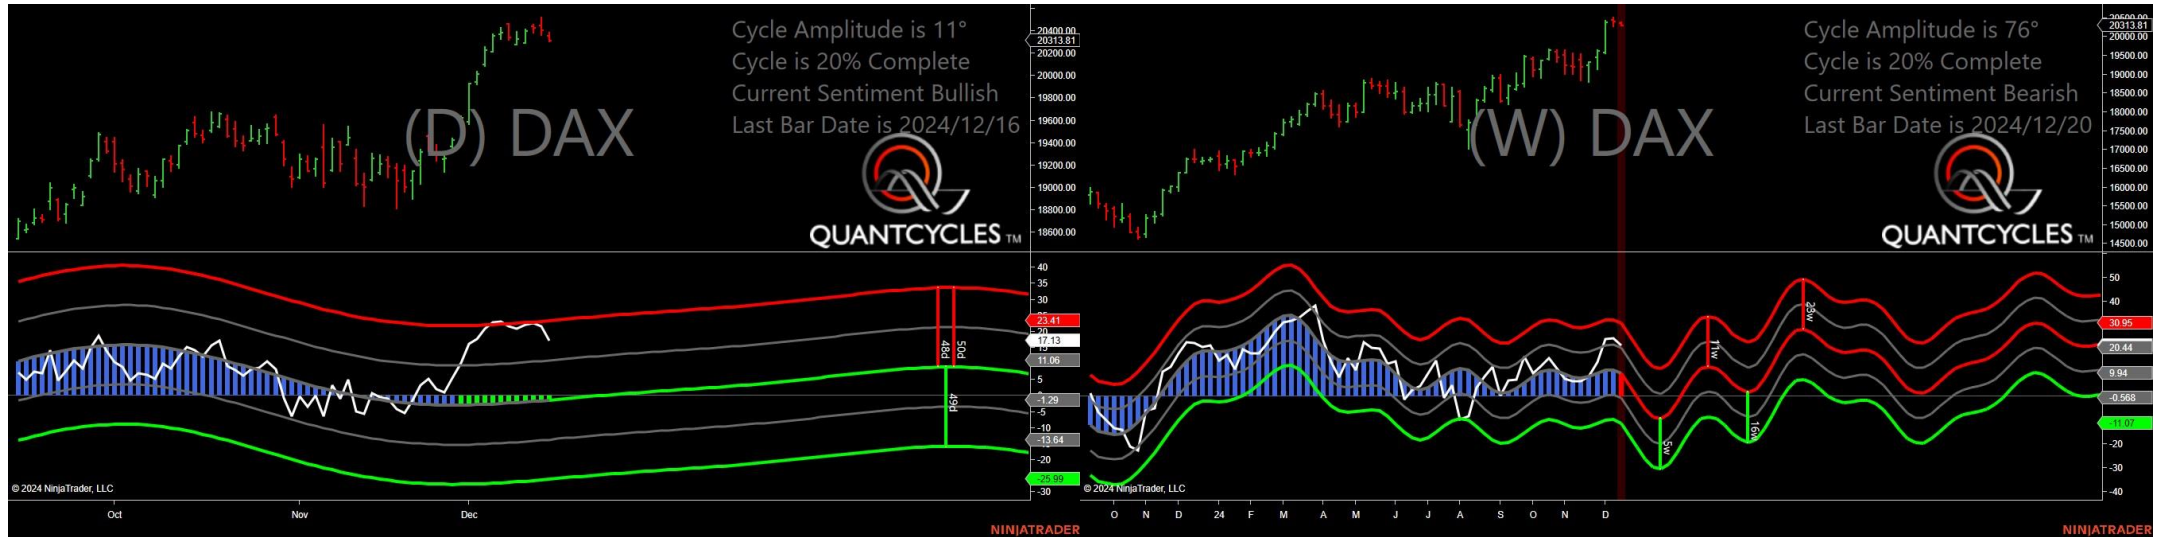 Cycle Amplitude is 11°
Cycle is 20% Complete
Current Sentiment Bullish
Last Bar Date is 2024/12/16
(D) DAX
QUANTCYCLES TM
20400.00
20313.81
20200.00
20000.00
19800.00
19600.00
19400.00
19200.00
19000.00
18800.00
18600.00
40
35
30
23.41
20
17.13
11.06
5
-1.29
-5
-10
-13.64
-20
-25.99
-30
48d
50d
49d
© 2024 NinjaTrader, LLC
Oct Nov Dec
NINJATRADER
Cycle Amplitude is 76°
Cycle is 20% Complete
Current Sentiment Bearish
Last Bar Date is 2024/12/20
(W) DAX
QUANTCYCLES TM
20500.00
20313.81
20000.00
19500.00
19000.00
18500.00
18000.00
17500.00
17000.00
16500.00
16000.00
15500.00
15000.00
14500.00
50
40
30.95
20.44
9.94
-0.568
-11.07
-20
-30
-40
5w
11w
16w
23w
© 2024 NinjaTrader, LLC
O N D 24 F M A M J J A S O N D
NINJATRADER